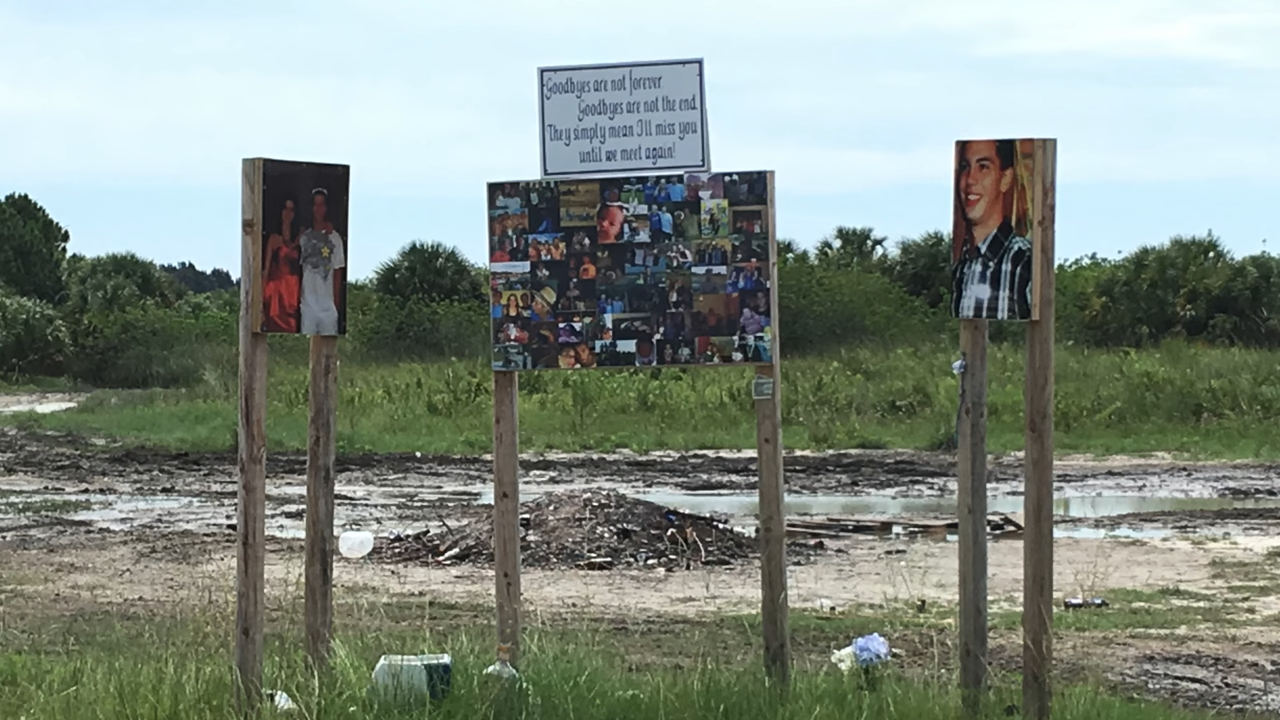 Goodbyes are not forever.
Goodbyes are not the end.
They simply mean I'll miss you
until we meet again!